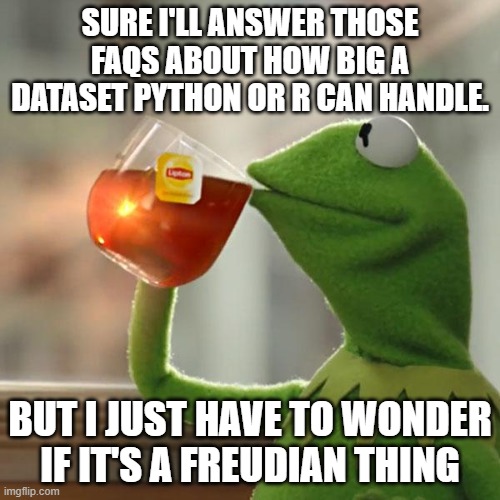 SURE I'LL ANSWER THOSE
FAQS ABOUT HOW BIG A
DATASET PYTHON OR R CAN HANDLE.
Lipton
BUT I JUST HAVE TO WONDER
IF IT'S A FREUDIAN THING
imgflip.com